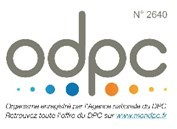 N° 2640
odpc
Organisme enregistré par l'Agence nationale du DPC
Retrouvez toute l'offre du DPC sur www.mondpc.fr